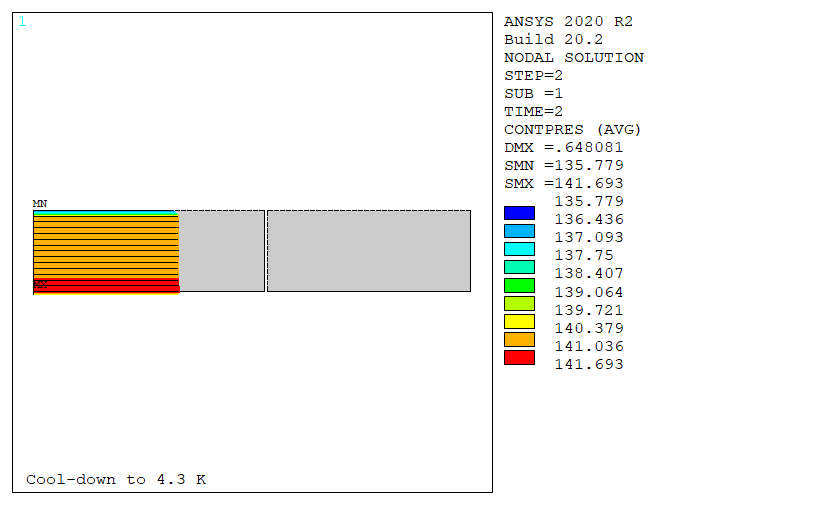 1
ANSYS 2020 R2
Build 20.2
NODAL SOLUTION
STEP=2
SUB =1
TIME=2
CONTPRES (AVG)
DMX =.648081
SMN =135.779
SMX =141.693
135.779
136.436
137.093
137.75
138.407
139.064
139.721
140.379
141.036
141.693
MN
MX
Cool-down to 4.3 K